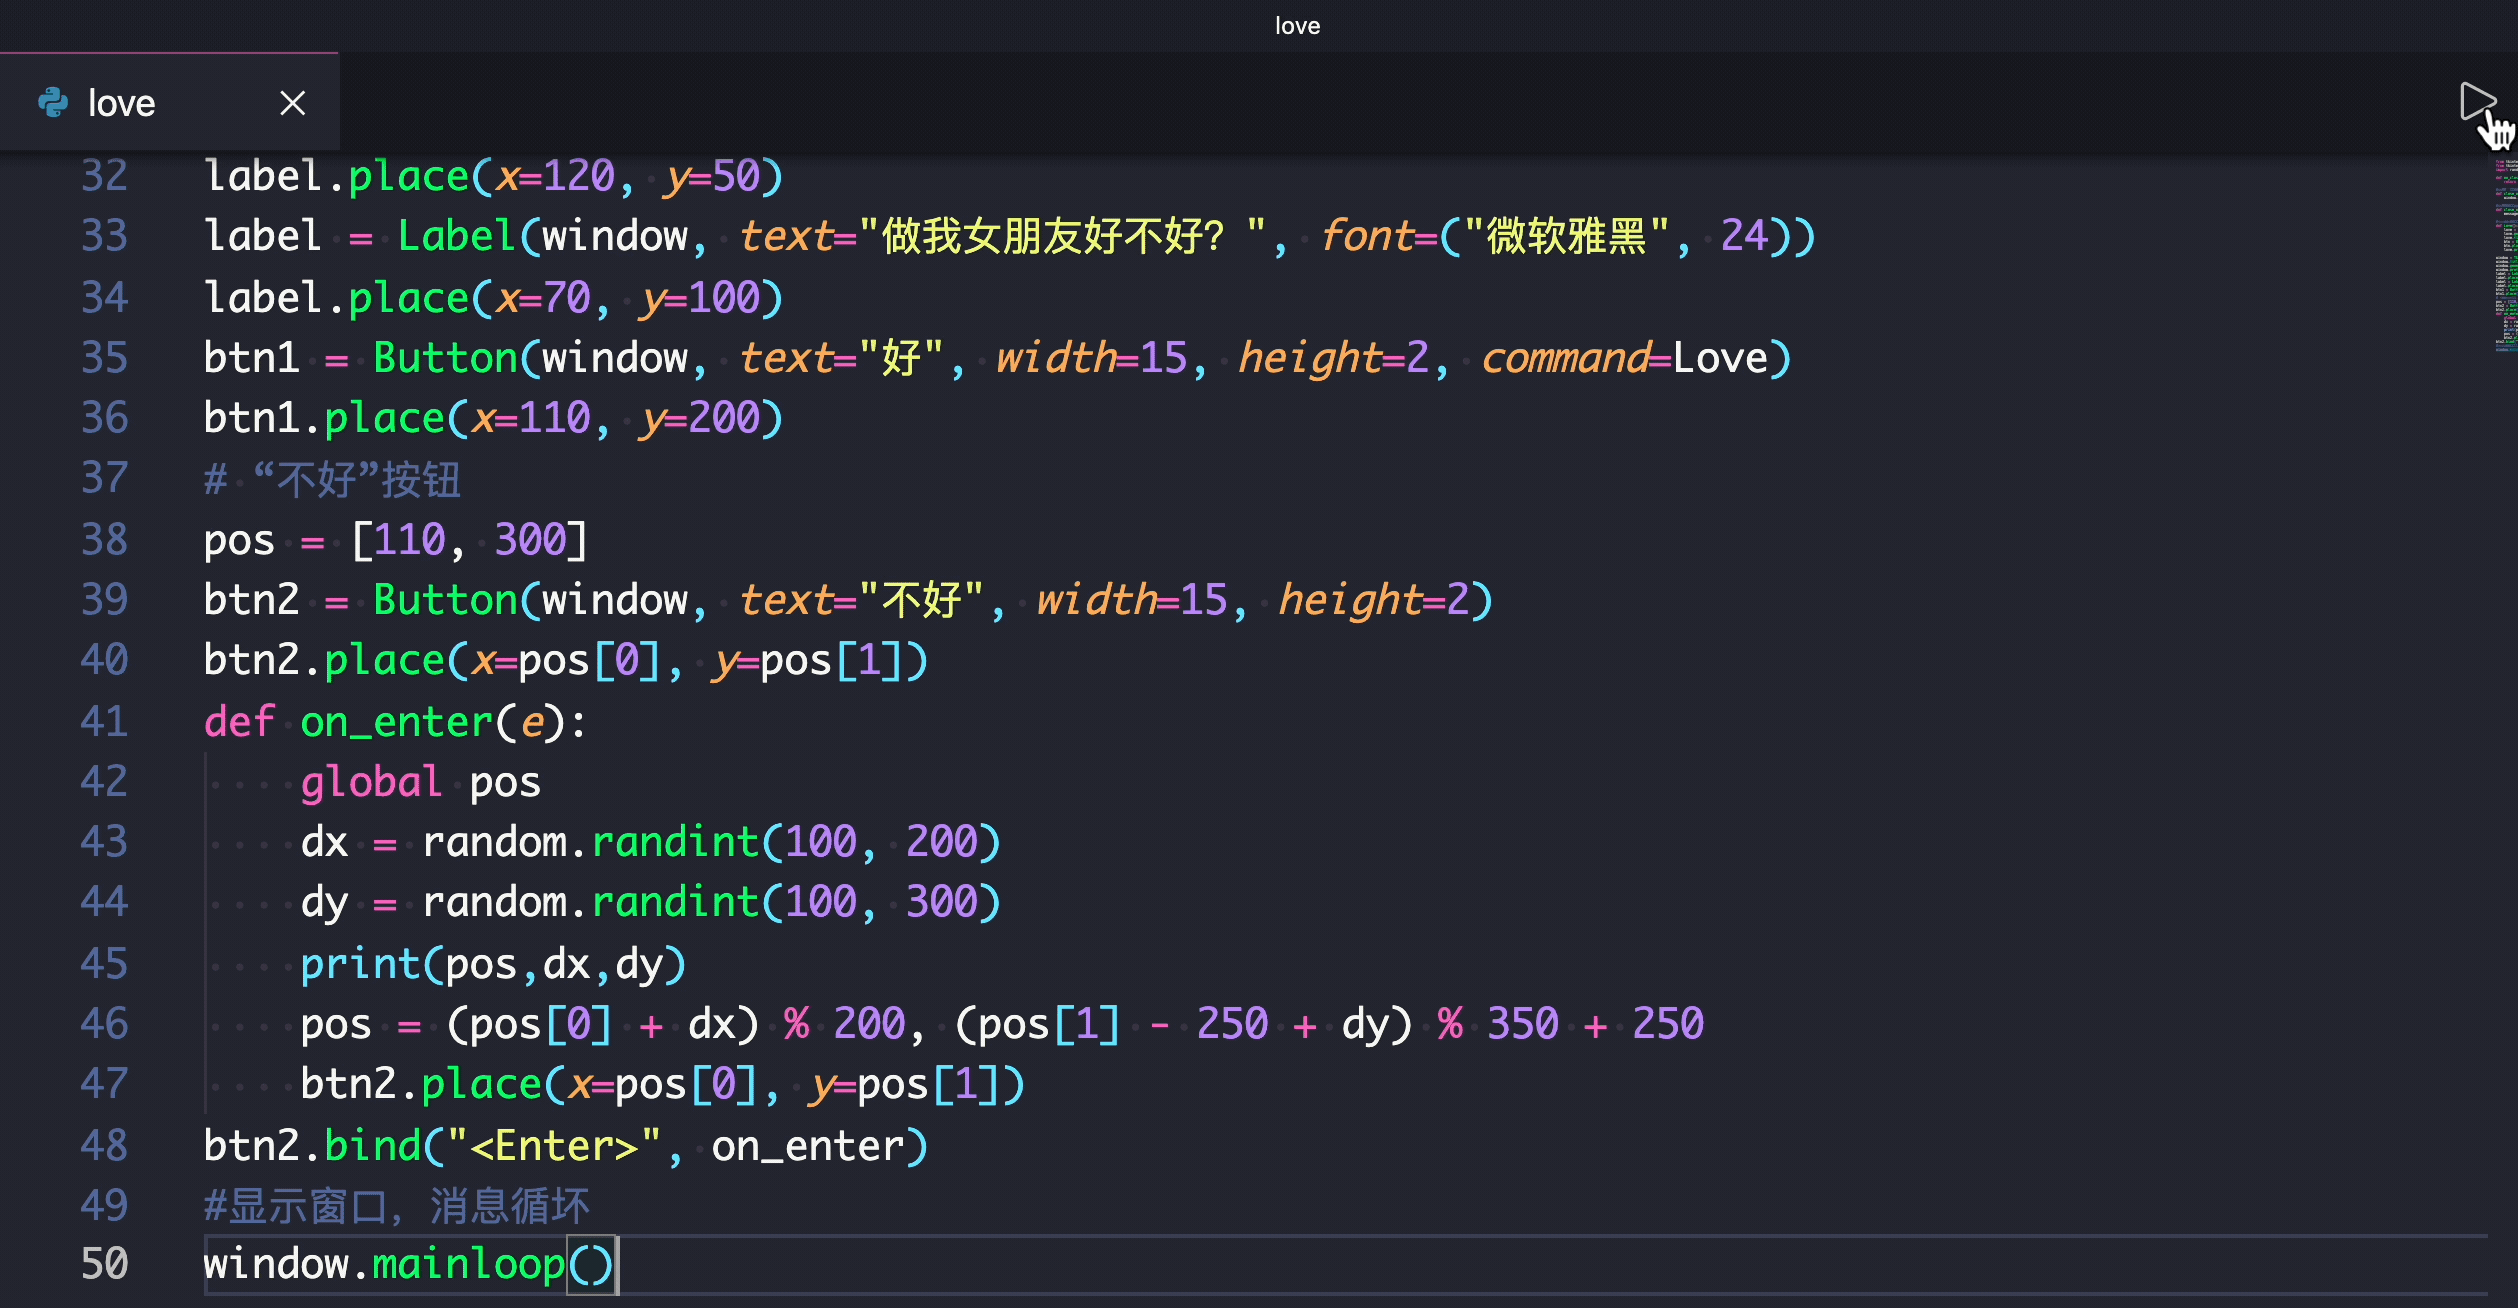 love
love
32 label.place(x=120, y=50)
33 label = Label(window, text="做我女朋友好不好？", font=("微软雅黑", 24))
34 label.place(x=70, y=100)
35 btn1 = Button(window, text="好", width=15, height=2, command=Love)
36 btn1.place(x=110, y=200)
37 # “不好”按钮
38 pos = [110, 300]
39 btn2 = Button(window, text="不好", width=15, height=2)
40 btn2.place(x=pos[0], y=pos[1])
41 def on_enter(e):
42     global pos
43     dx = random.randint(100, 200)
44     dy = random.randint(100, 300)
45     print(pos,dx,dy)
46     pos = (pos[0] + dx) % 200, (pos[1] - 250 + dy) % 350 + 250
47     btn2.place(x=pos[0], y=pos[1])
48 btn2.bind("<Enter>", on_enter)
49 #显示窗口，消息循坏
50 window.mainloop()